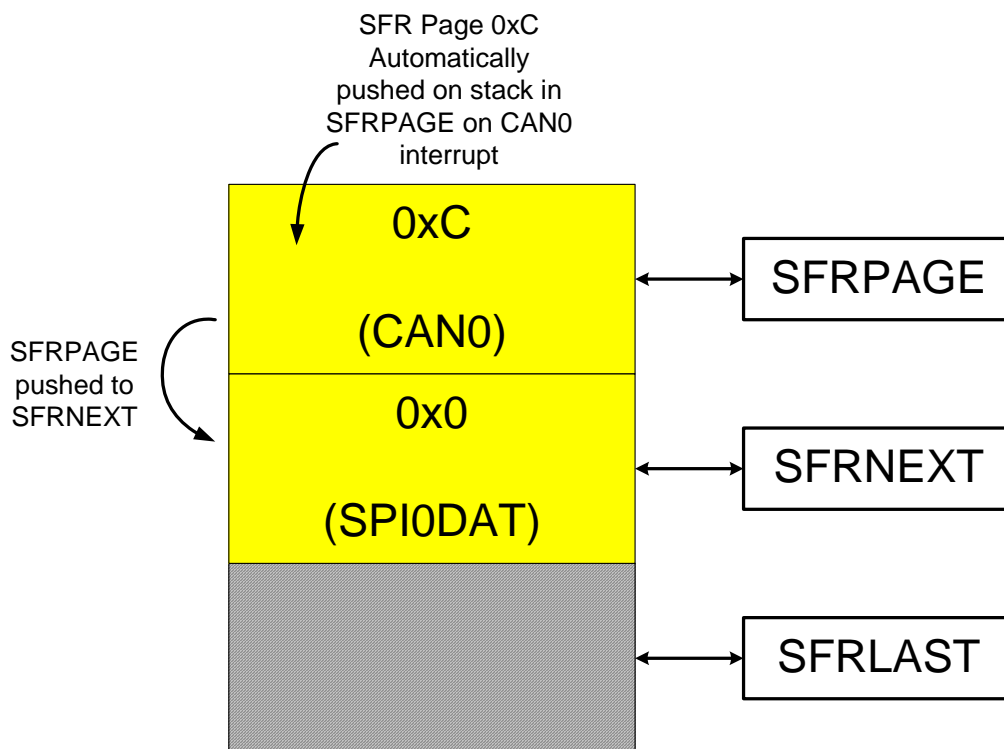 SFR Page 0xC
Automatically
pushed on stack in
SFRPAGE on CAN0
interrupt
0xC
(CAN0)
SFRPAGE
SFRPAGE
pushed to
SFRNEXT
0x0
(SPI0DAT)
SFRNEXT
SFRLAST